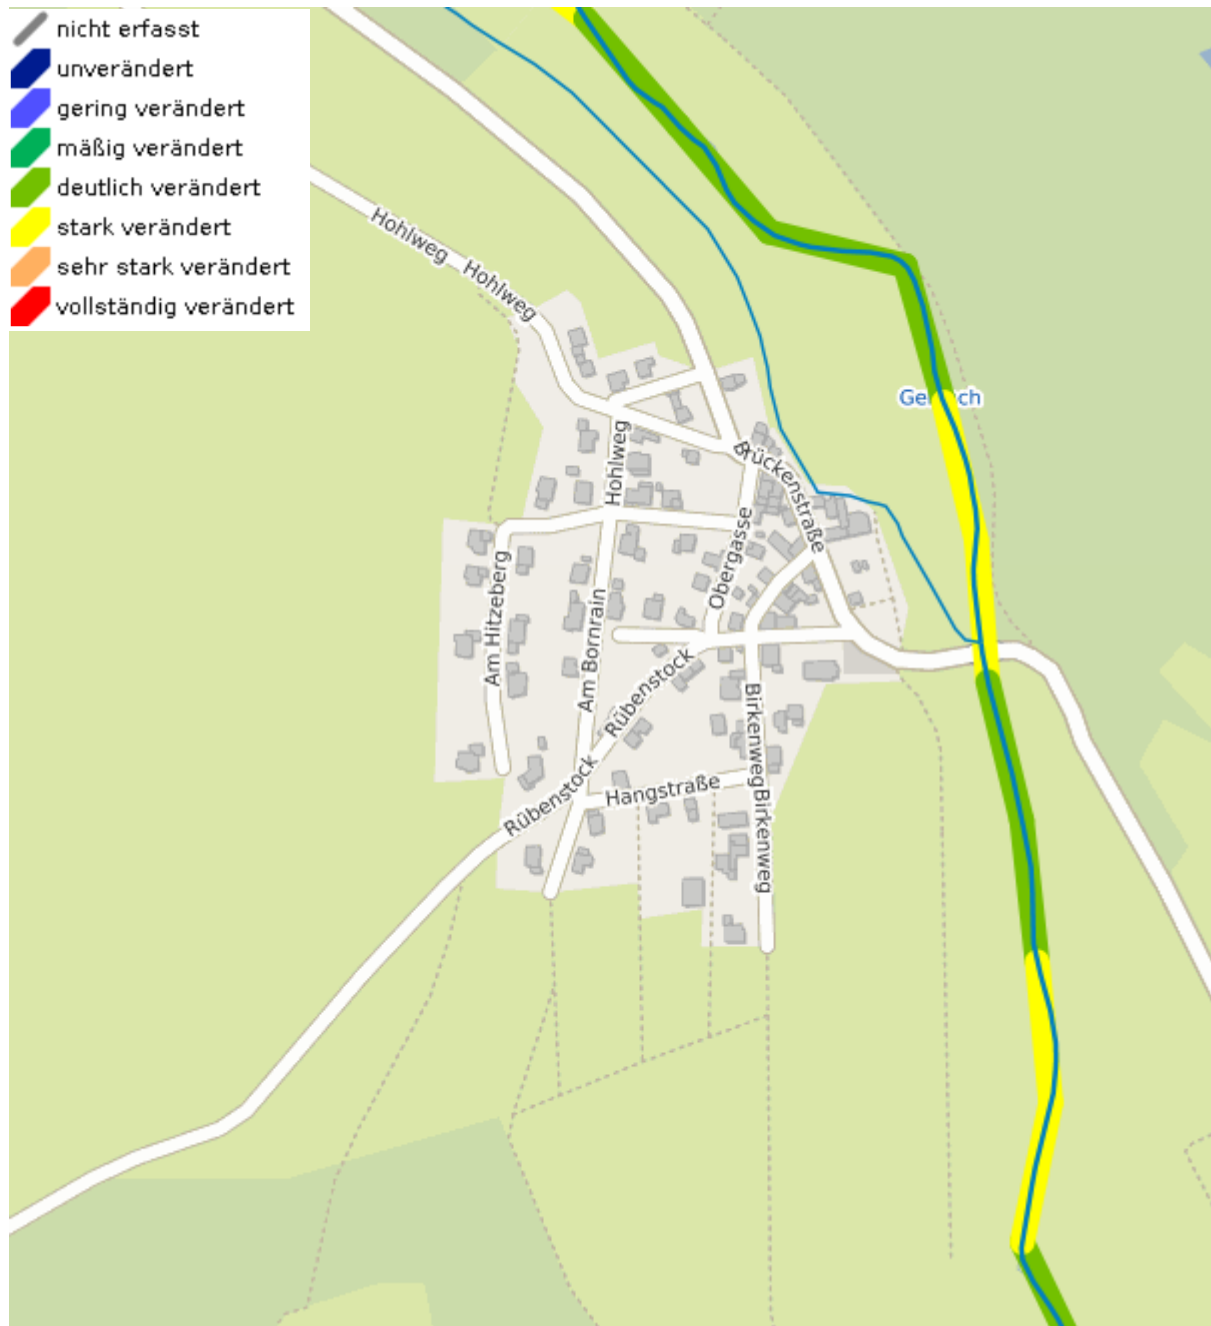 nicht erfasst
unverändert
gering verändert
mäßig verändert
deutlich verändert
stark verändert
sehr stark verändert
vollständig verändert
Hohlweg
Hohlweg
Brückenstraße
Hohlweg
Obergasse
Am Hitzeberg
Am Bornrain
Rübenstock
Birkenweg
Rübenstock
Hangstraße
Birkenweg